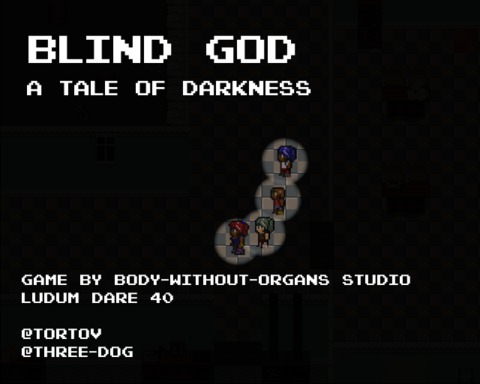 BLIND GOD
A TALE OF DARKNESS
GAME BY BODY-WITHOUT-ORGANS STUDIO
LUDUM DARE 40
@TORTOV
@THREE-DOG